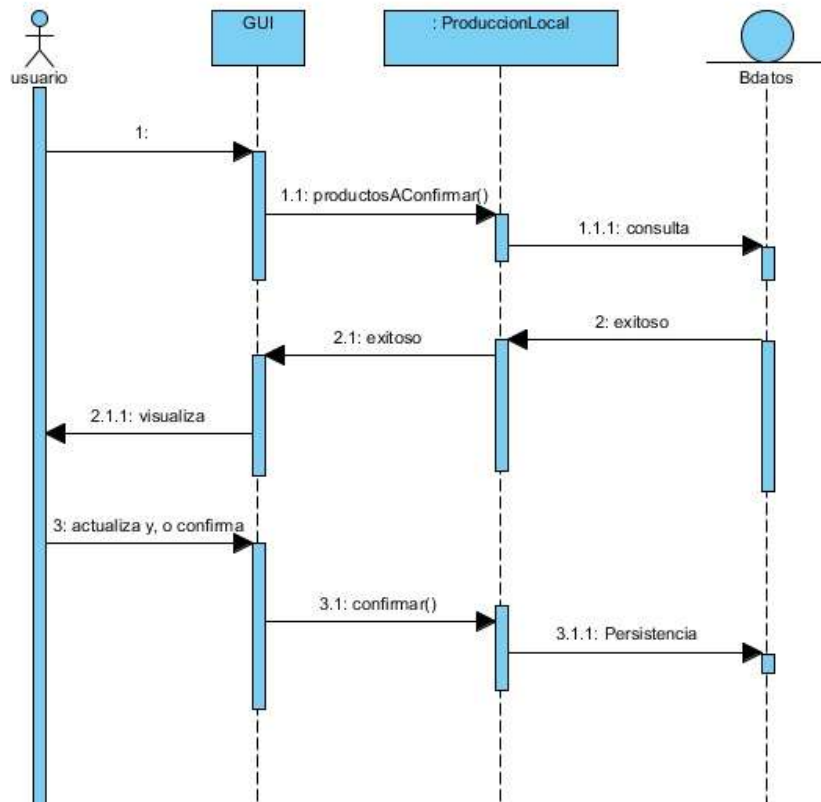 GUI
: ProduccionLocal
usuario
Bdatos
1:
1.1: productosAConfirmar()
1.1.1: consulta
2: exitoso
2.1: exitoso
2.1.1: visualiza
3: actualiza y, o confirma
3.1: confirmar()
3.1.1: Persistencia